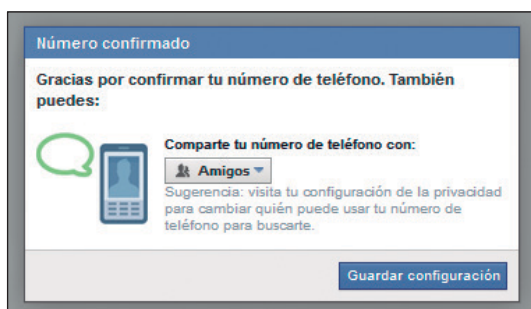 Número confirmado
Gracias por confirmar tu número de teléfono. También
puedes:
Comparte tu número de teléfono con:
Amigos
Sugerencia: visita tu configuración de la privacidad
para cambiar quién puede usar tu número de
teléfono para buscarte.
Guardar configuración